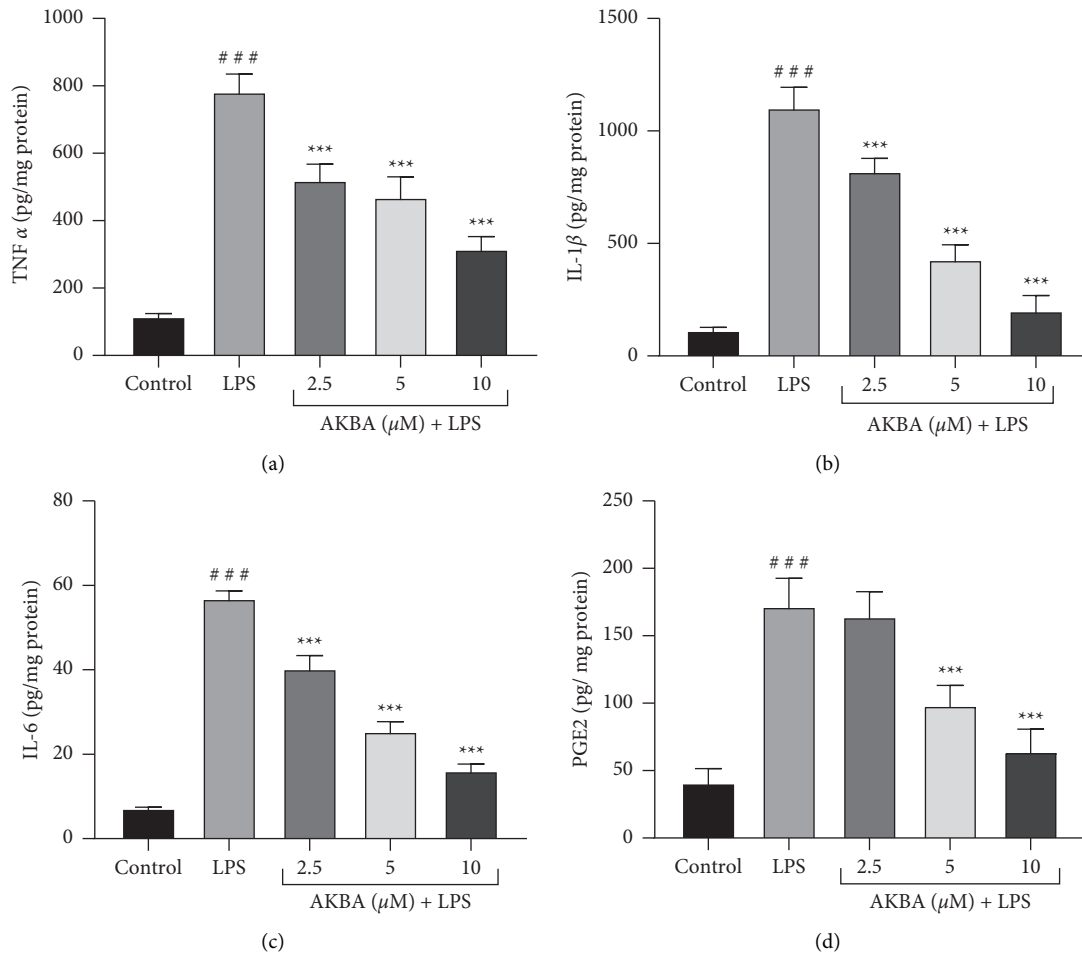 1000
800
600
400
200
0
TNF α (pg/mg protein)
# # #
***
***
***
Control LPS 2.5 5 10
AKBA (μM) + LPS
(a)
1500
1000
500
0
IL-1β (pg/mg protein)
# # #
***
***
***
Control LPS 2.5 5 10
AKBA (μM) + LPS
(b)
80
60
40
20
0
IL-6 (pg/mg protein)
# # #
***
***
***
Control LPS 2.5 5 10
AKBA (μM) + LPS
(c)
250
200
150
100
50
0
PGE2 (pg/ mg protein)
# # #
***
***
Control LPS 2.5 5 10
AKBA (μM) + LPS
(d)